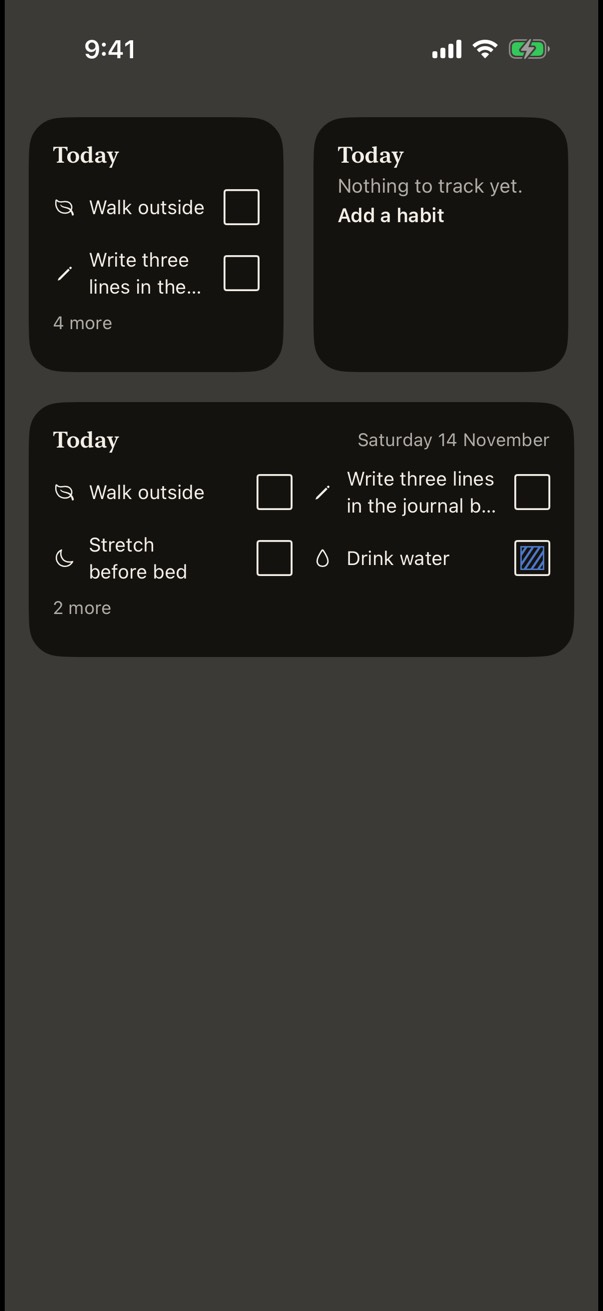 9:41
Today
Walk outside
Write three
lines in the...
4 more
Today
Nothing to track yet.
Add a habit
Today
Saturday 14 November
Walk outside
Write three lines
in the journal b...
Stretch
before bed
Drink water
2 more